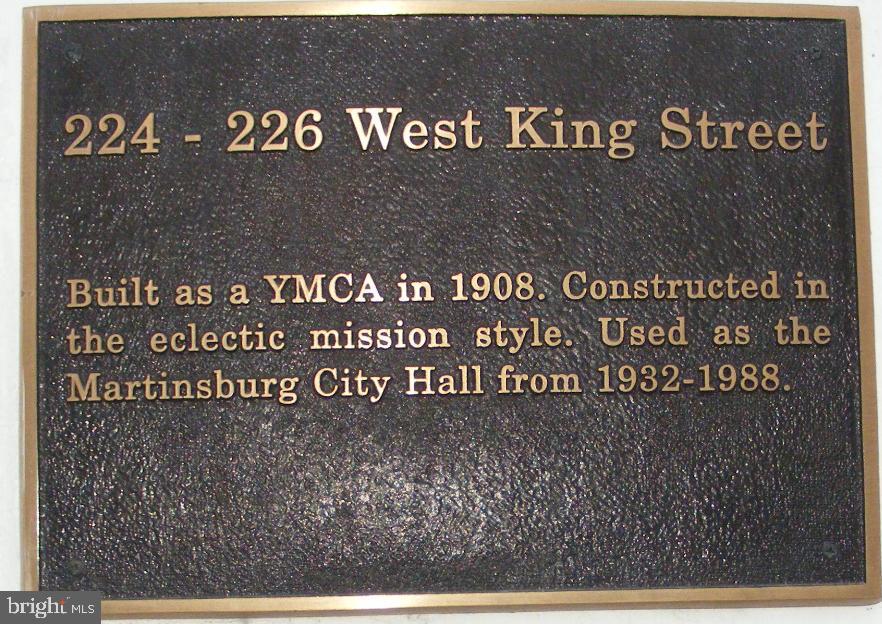 224 - 226 West King Street
Built as a YMCA in 1908. Constructed in
the eclectic mission style. Used as the
Martinsburg City Hall from 1932-1988.
bright MLS